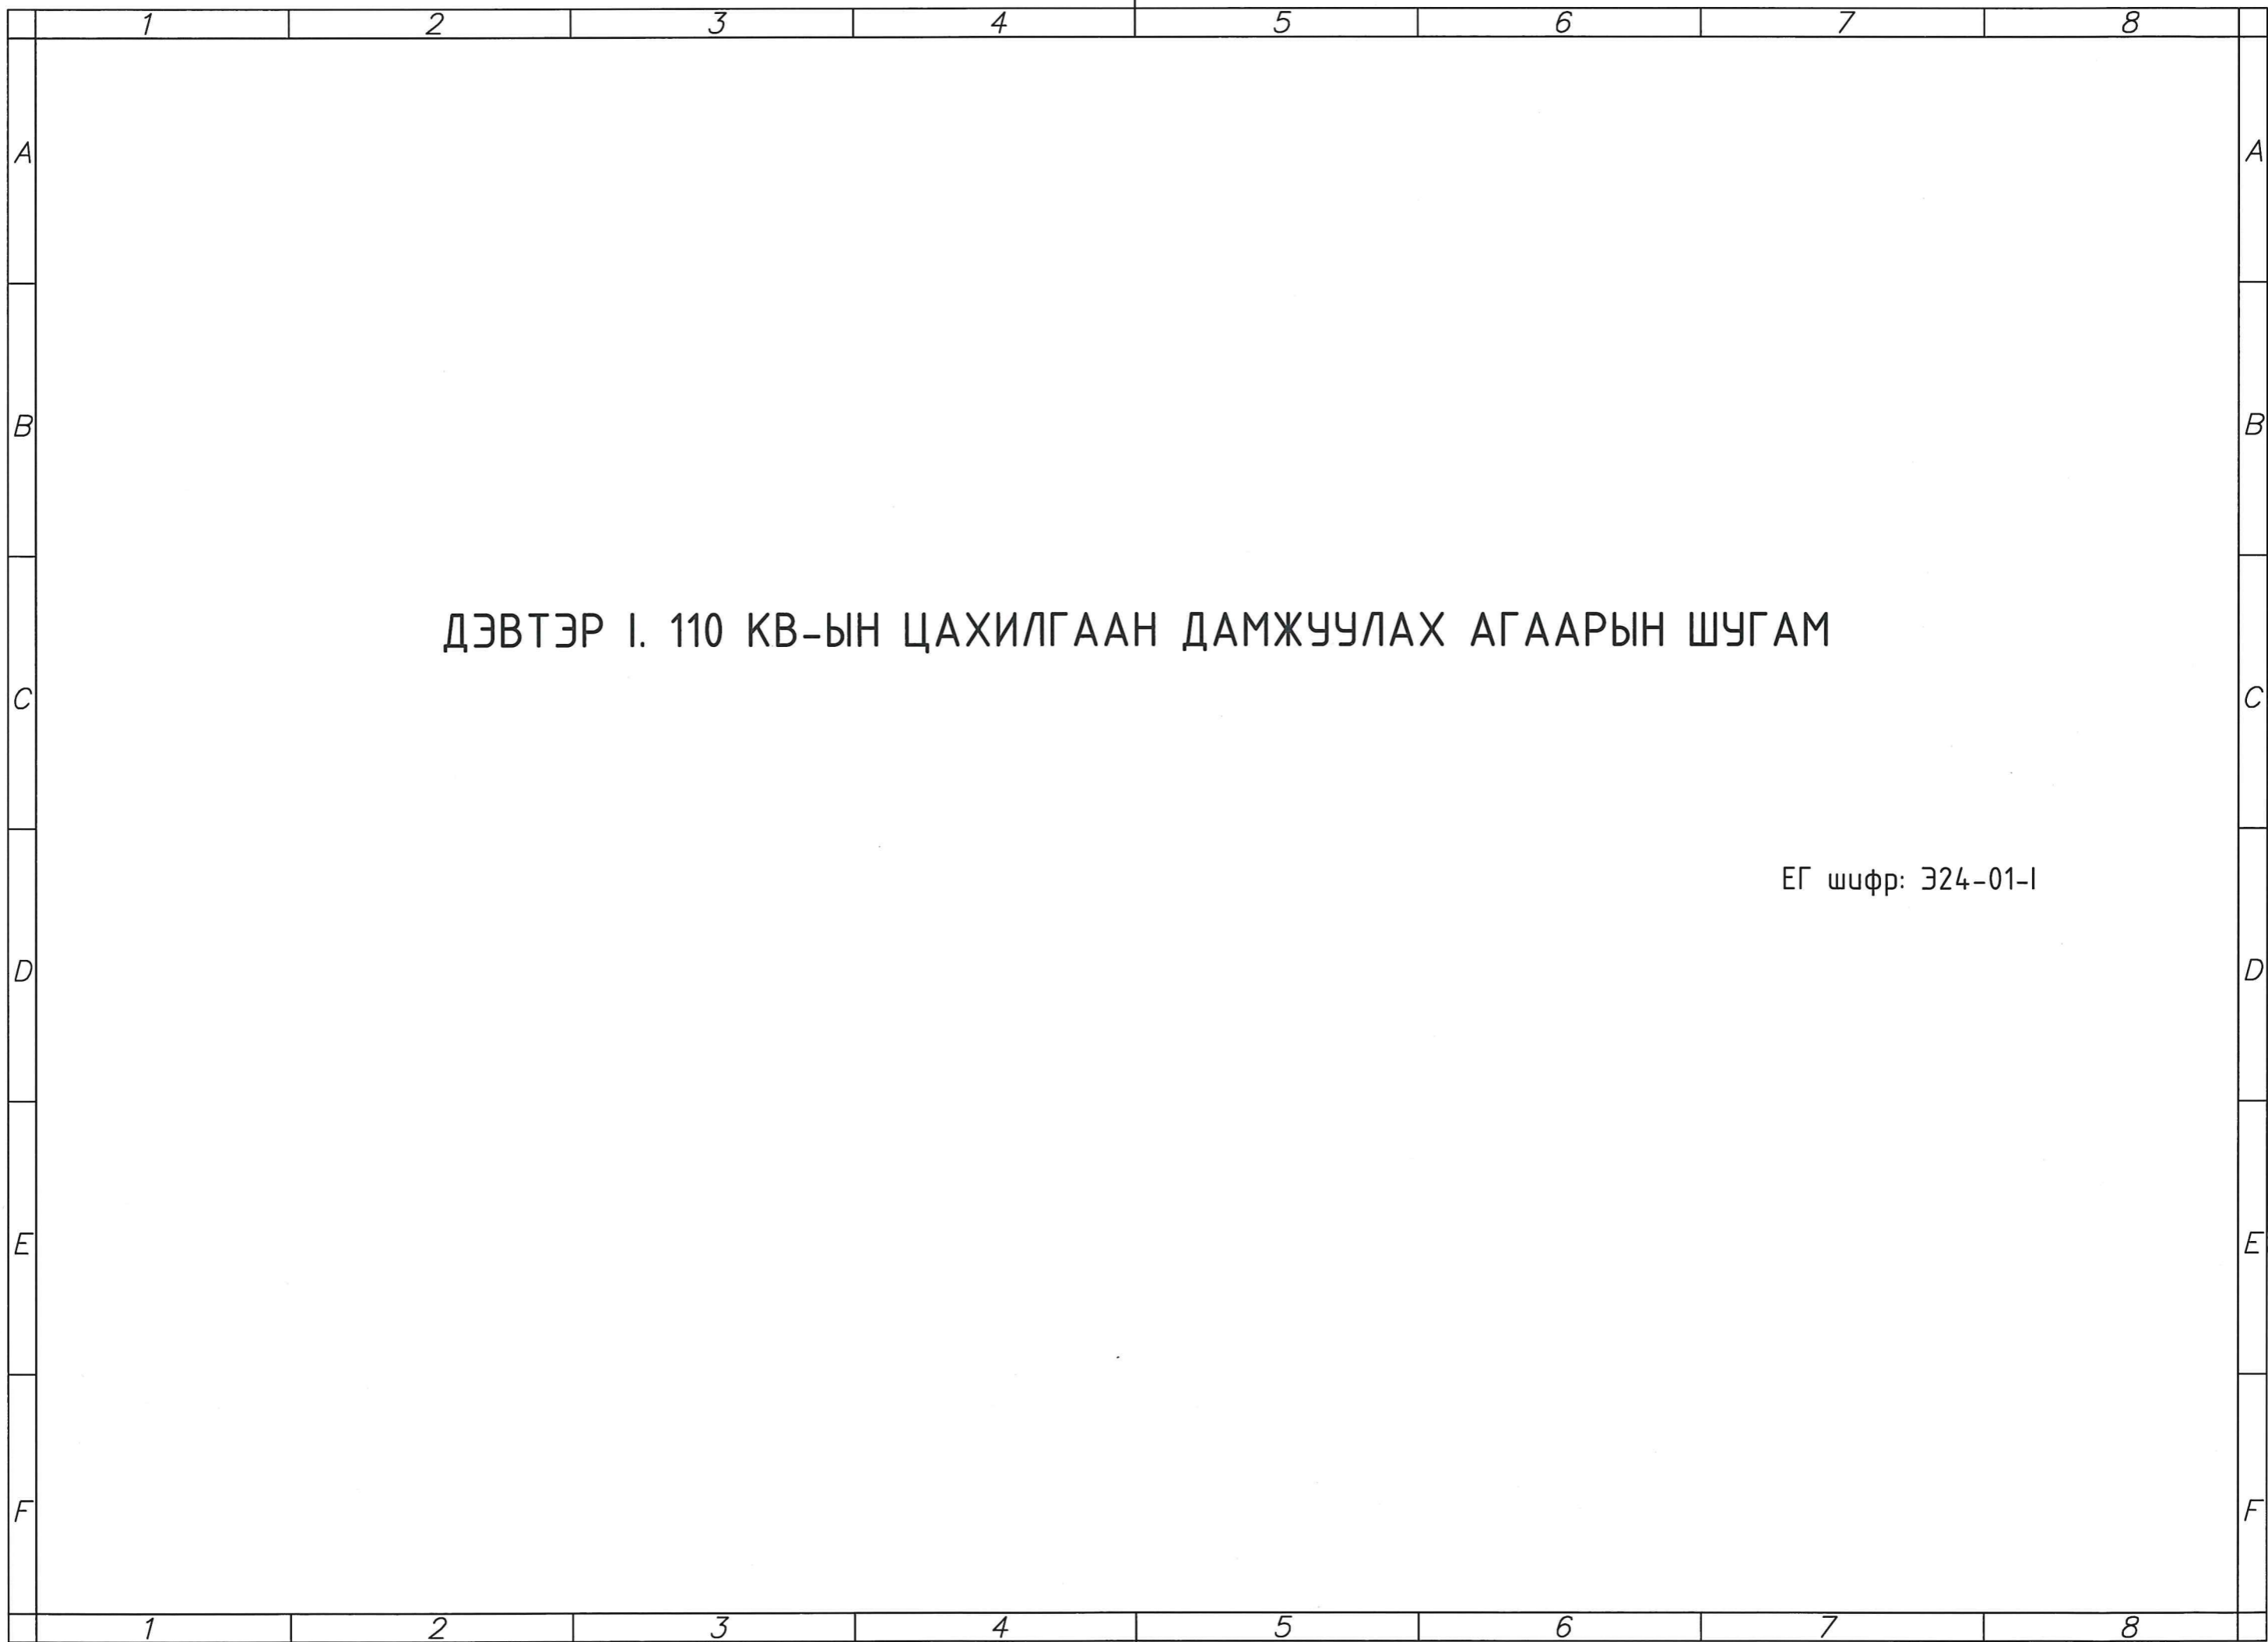 1 2 3 4 5 6 7 8
A A
B B
ДЭВТЭР I. 110 КВ-ЫН ЦАХИЛГААН ДАМЖУУЛАХ АГААРЫН ШУГАМ
C C
ЕГ шифр: Э24-01-I
D D
E E
F F
1 2 3 4 5 6 7 8